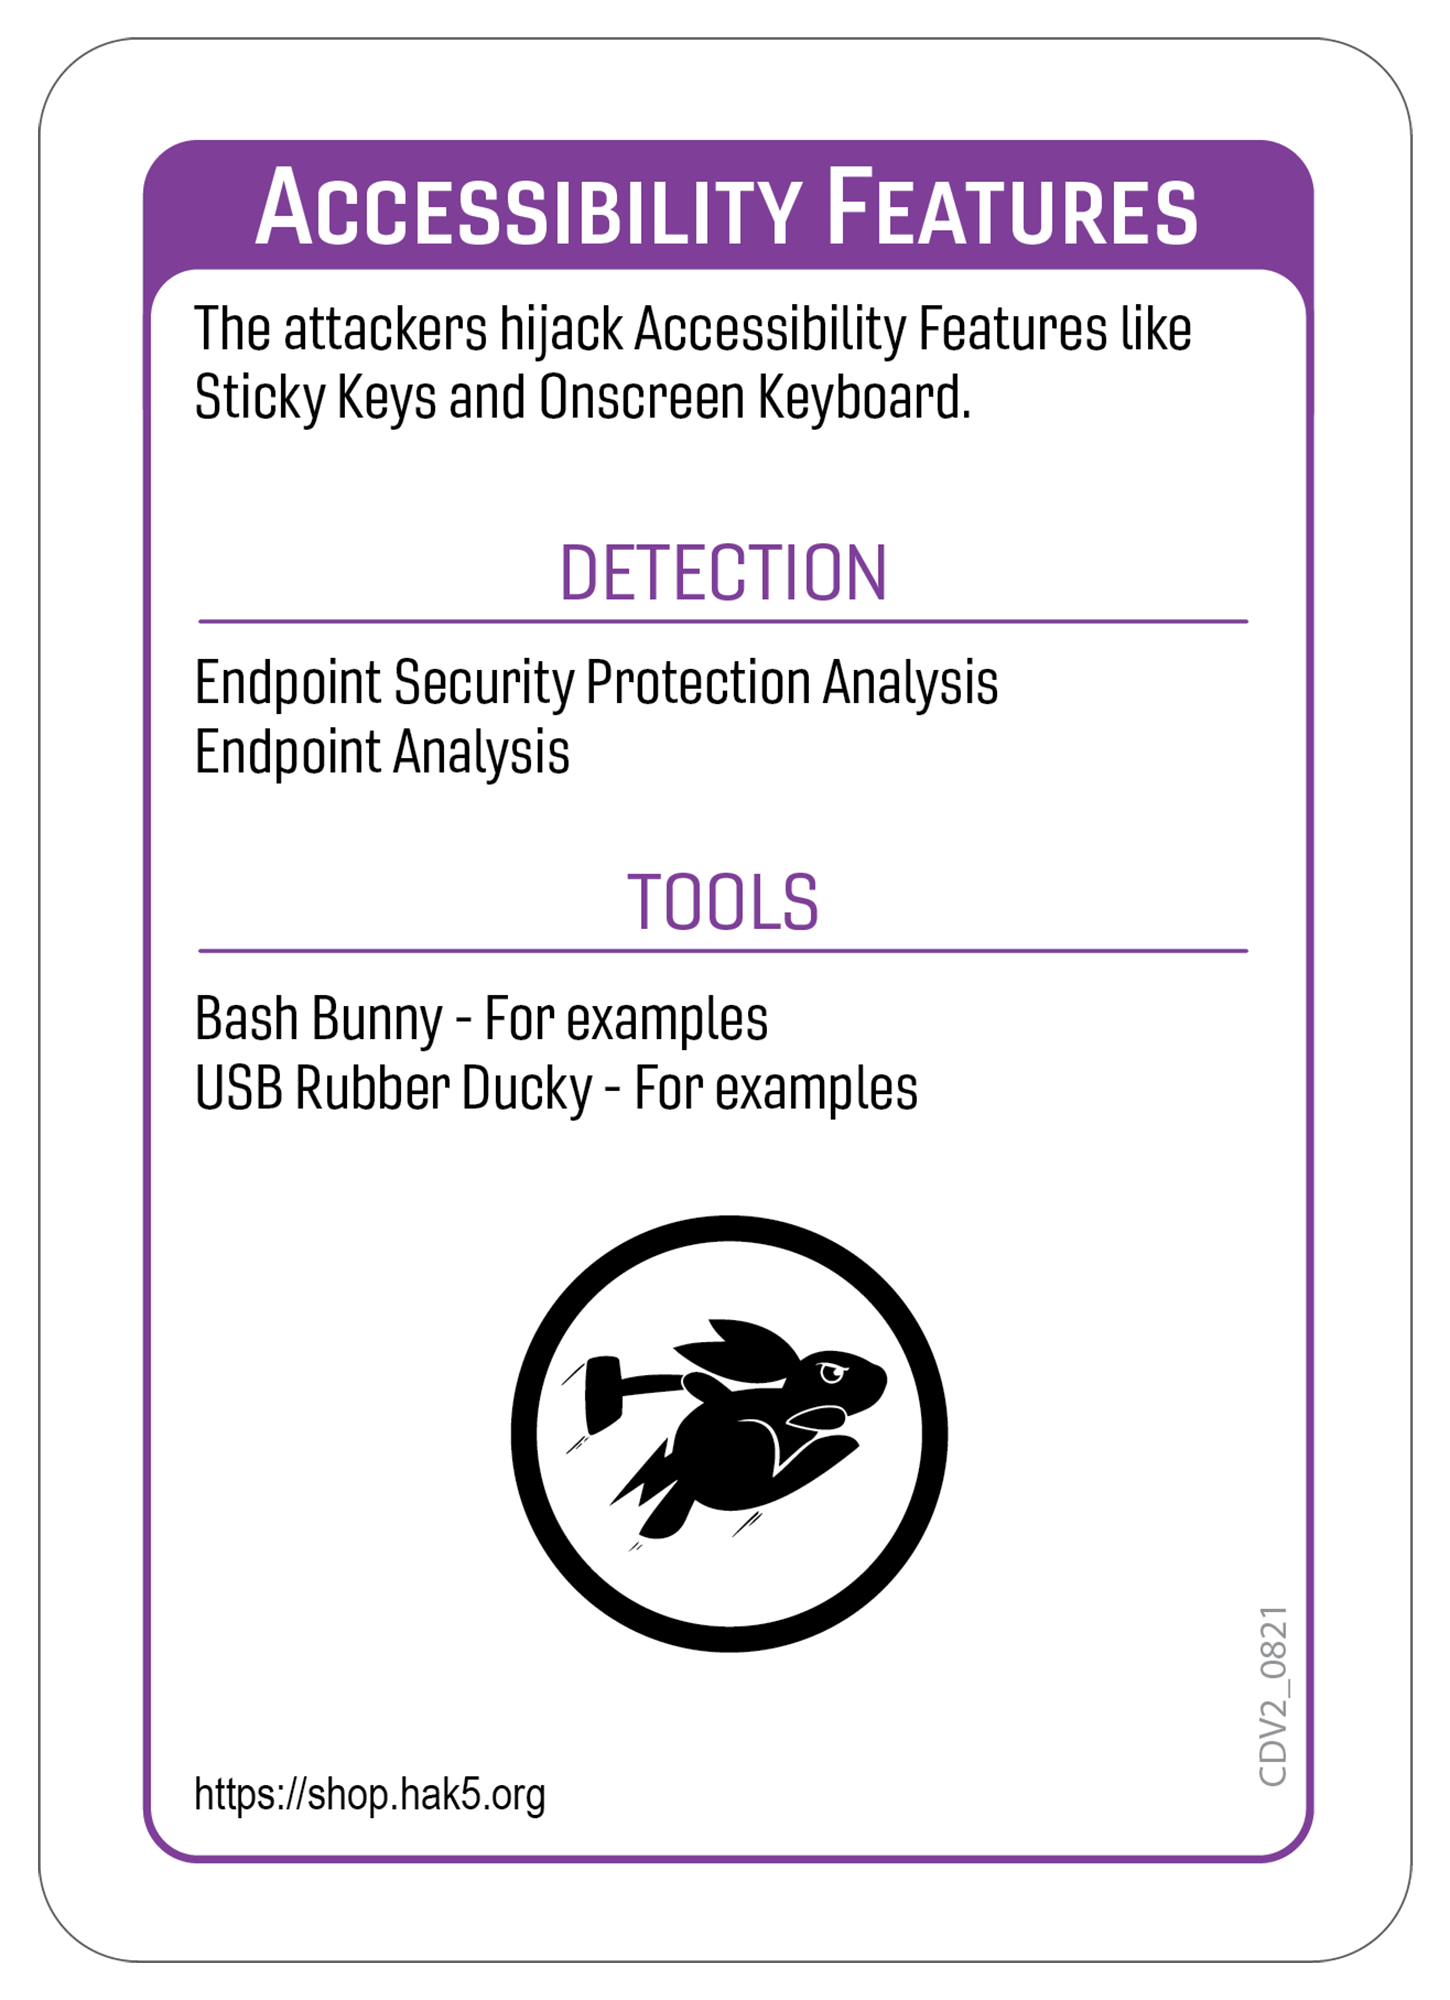 Accessibility Features
The attackers hijack Accessibility Features like
Sticky Keys and Onscreen Keyboard.
DETECTION
Endpoint Security Protection Analysis
Endpoint Analysis
TOOLS
Bash Bunny - For examples
USB Rubber Ducky - For examples
CDV2_0821
https://shop.hak5.org